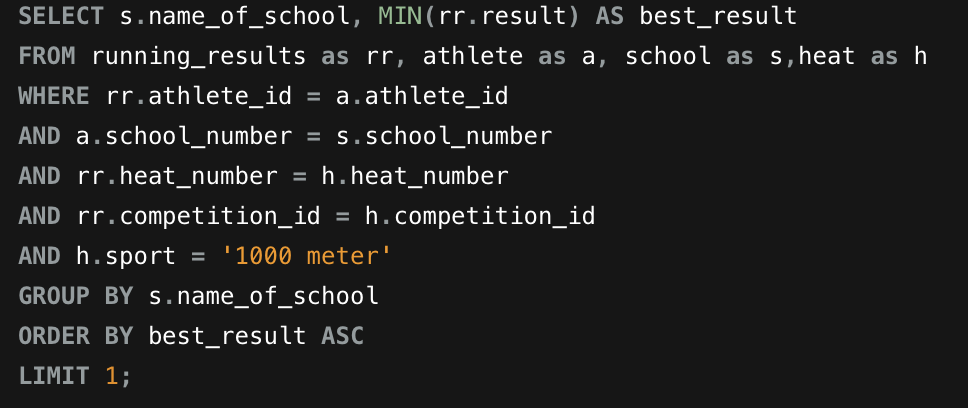 SELECT s.name_of_school, MIN(rr.result) AS best_result
FROM running_results as rr, athlete as a, school as s,heat as h
WHERE rr.athlete_id = a.athlete_id
AND a.school_number = s.school_number
AND rr.heat_number = h.heat_number
AND rr.competition_id = h.competition_id
AND h.sport = '1000 meter'
GROUP BY s.name_of_school
ORDER BY best_result ASC
LIMIT 1;